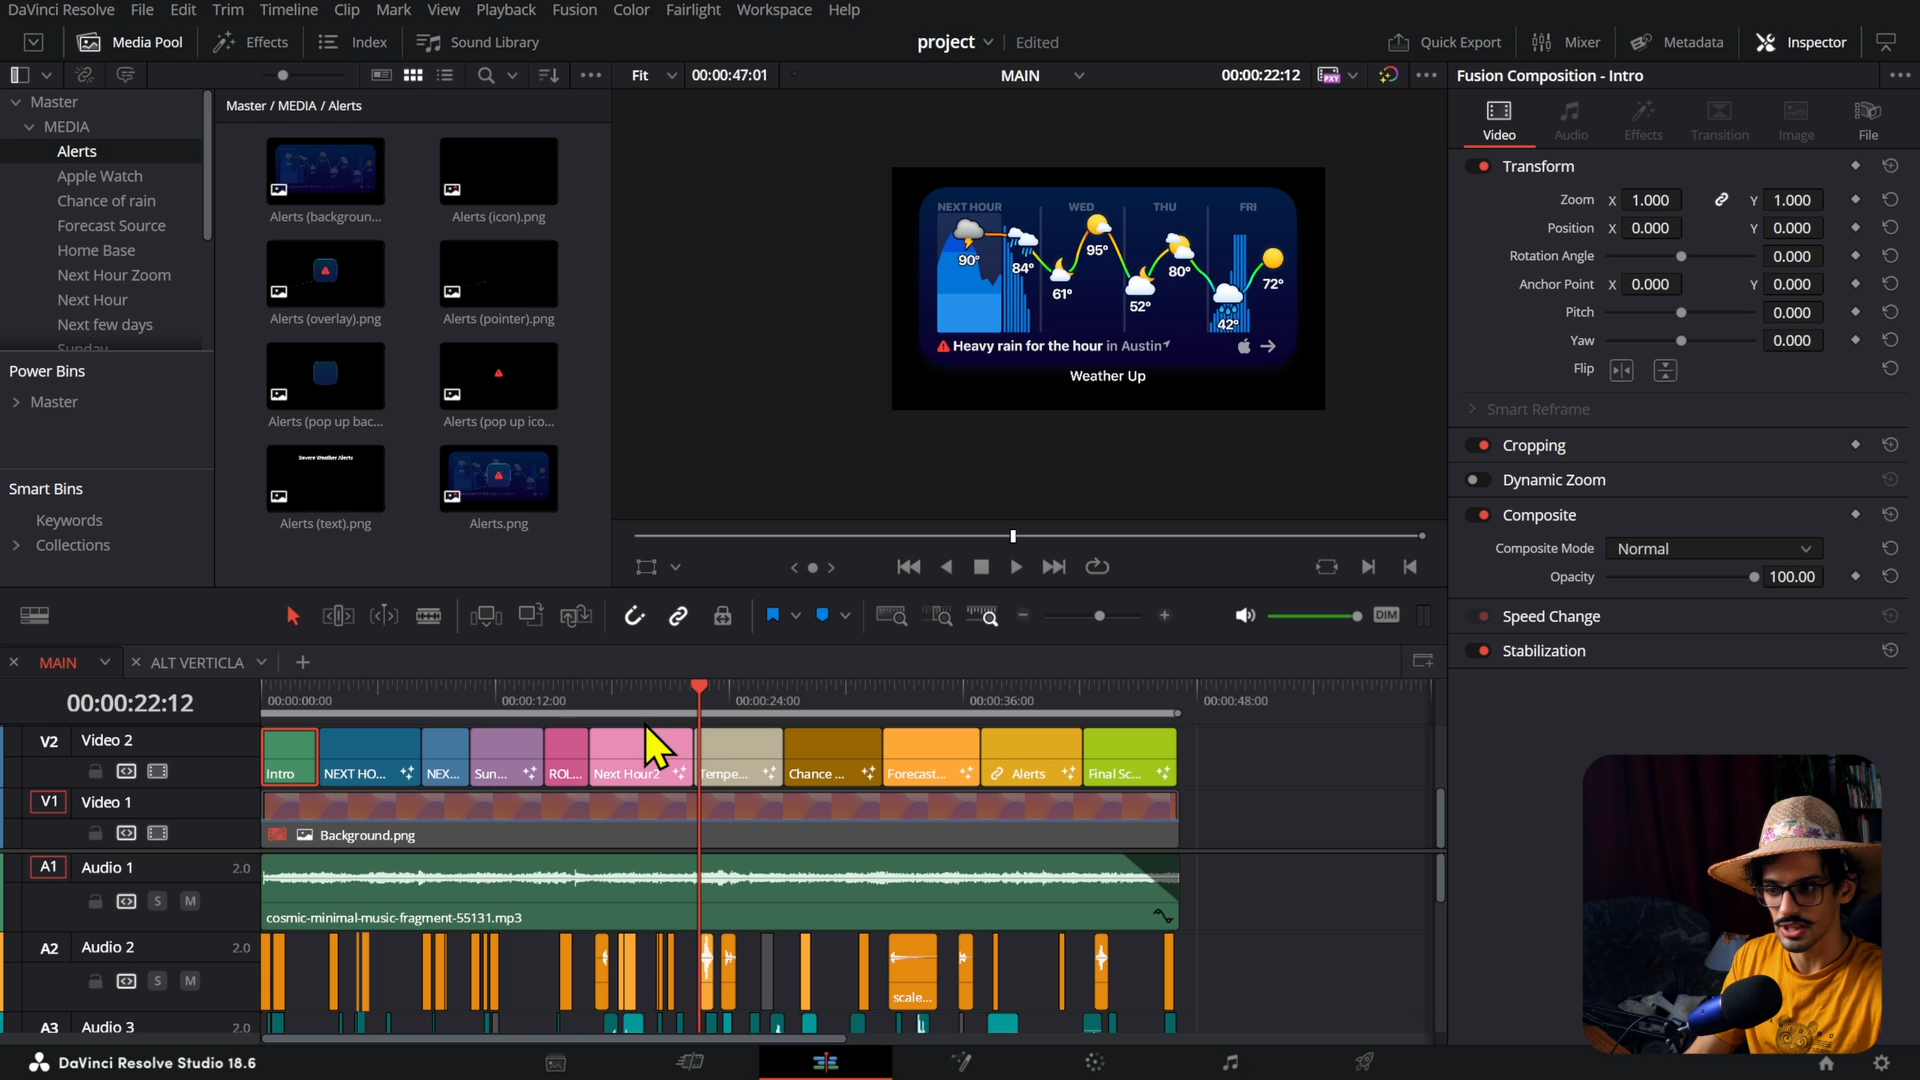 DaVinci Resolve File Edit Trim Timeline Clip Mark View Playback Fusion Color Fairlight Workspace Help
Media Pool Effects Index Sound Library project Edited Quick Export Mixer Metadata Inspector
Fit 00:00:47:01 MAIN 00:00:22:12 Fusion Composition - Intro
Master
MEDIA
Alerts
Apple Watch
Chance of rain
Forecast Source
Home Base
Next Hour Zoom
Next Hour
Next few days
Sunday
Power Bins
Master
Smart Bins
Keywords
Collections
Master / MEDIA / Alerts
Alerts (backgroun...
Alerts (icon).png
Alerts (overlay).png
Alerts (pointer).png
Alerts (pop up bac...
Alerts (pop up ico...
Severe Weather Alerts
Alerts (text).png
Alerts.png
NEXT HOUR WED THU FRI
90° 84° 61° 95° 52° 80° 42° 72°
Heavy rain for the hour in Austin
Weather Up
Video Audio Effects Transition Image File
Transform
Zoom X 1.000 Y 1.000
Position X 0.000 Y 0.000
Rotation Angle 0.000
Anchor Point X 0.000 Y 0.000
Pitch 0.000
Yaw 0.000
Flip
Smart Reframe
Cropping
Dynamic Zoom
Composite
Composite Mode Normal
Opacity 100.00
Speed Change
Stabilization
DIM
MAIN ALT VERTICLA
00:00:22:12
00:00:00:00 00:00:12:00 00:00:24:00 00:00:36:00 00:00:48:00
V2 Video 2
Intro NEXT HO... NEX... Sun... ROL... Next Hour2 Tempe... Chance ... Forecast... Alerts Final Sc...
V1 Video 1
Background.png
A1 Audio 1 2.0
S M
cosmic-minimal-music-fragment-55131.mp3
A2 Audio 2 2.0
S M
scale...
A3 Audio 3 2.0
DaVinci Resolve Studio 18.6